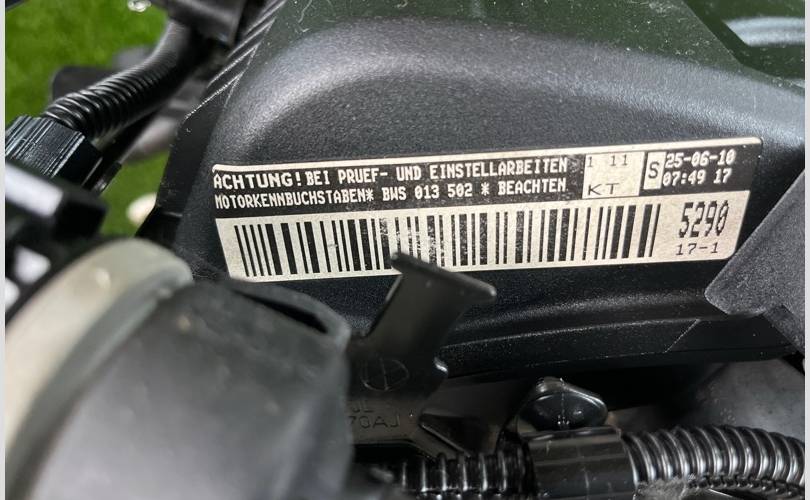 ACHTUNG! BEI PRUEF- UND EINSTELLARBEITEN
MOTORKENNBUCHSTABEN* BWS 013 502 * BEACHTEN
1 11
KT
S
25-06-10
07:49 17
5290
17-1
70AJ